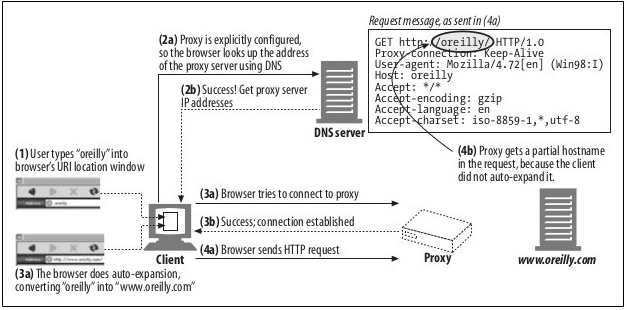 Request message, as sent in (4a)
GET http:/oreilly/ HTTP/1.0
Proxy-connection: Keep-Alive
User-agent: Mozilla/4.72[en] (Win98:I)
Host: oreilly
Accept: */*
Accept-encoding: gzip
Accept-language: en
Accept-charset: iso-8859-1,*,utf-8
(2a) Proxy is explicitly configured,
so the browser looks up the address
of the proxy server using DNS
(2b) Success! Get proxy server
IP addresses
DNS server
(4b) Proxy gets a partial hostname
in the request, because the client
did not auto-expand it.
(1) User types “oreilly” into
browser’s URI location window
oreilly
(3a) Browser tries to connect to proxy
(3b) Success; connection established
(4a) Browser sends HTTP request
Client
Proxy
www.oreilly.com
http://www.oreilly.com/
(3a) The browser does auto-expansion,
converting “oreilly” into “www.oreilly.com”